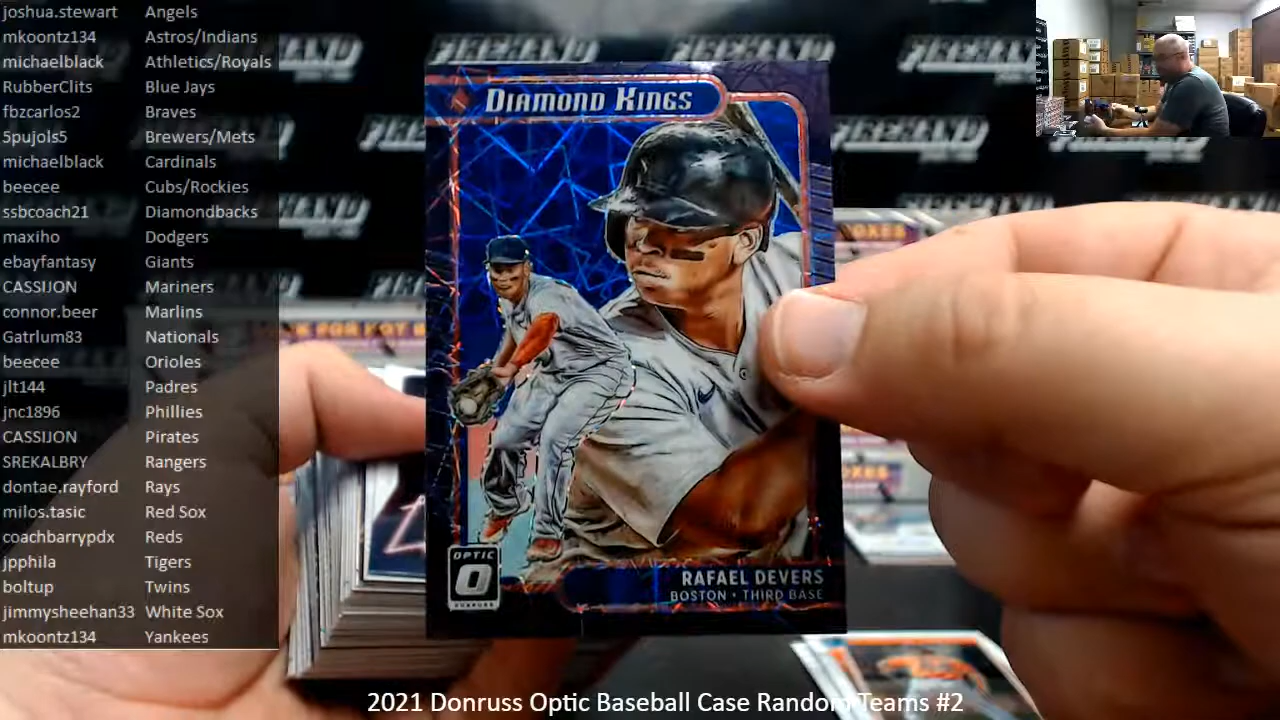 joshua.stewart Angels
mkoontz134 Astros/Indians
michaelblack Athletics/Royals
RubberClits Blue Jays
fbzcarlos2 Braves
5pujols5 Brewers/Mets
michaelblack Cardinals
beecee Cubs/Rockies
ssbcoach21 Diamondbacks
maxiho Dodgers
ebayfantasy Giants
CASSIJON Mariners
connor.beer Marlins
Gatrlum83 Nationals
beecee Orioles
jlt144 Padres
jnc1896 Phillies
CASSIJON Pirates
SREKALBRY Rangers
dontae.rayford Rays
milos.tasic Red Sox
coachbarrypdx Reds
jpphila Tigers
boltup Twins
jimmysheehan33 White Sox
mkoontz134 Yankees
DIAMOND KINGS
OPTIC
O
DONRUSS
RAFAEL DEVERS
BOSTON • THIRD BASE
FIREHAND
BOXES
BOXES
2021 Donruss Optic Baseball Case Random Teams #2